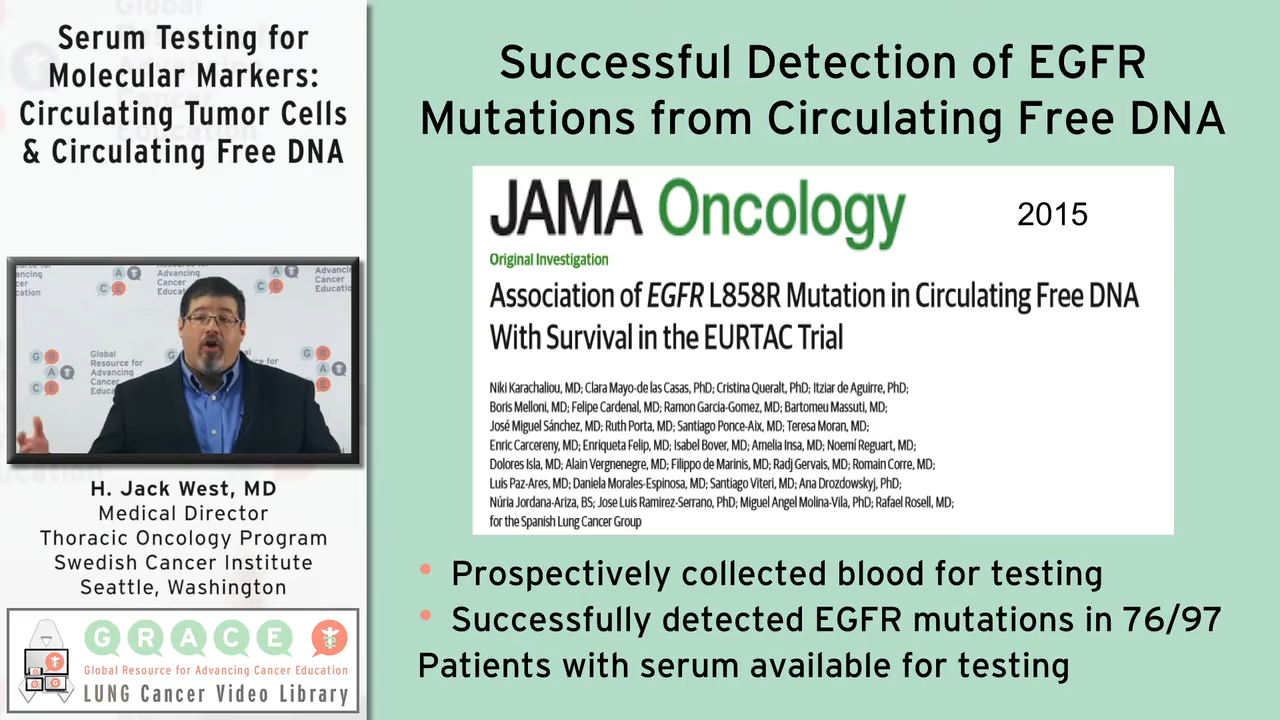 Serum Testing for
Molecular Markers:
Circulating Tumor Cells
& Circulating Free DNA
H. Jack West, MD
Medical Director
Thoracic Oncology Program
Swedish Cancer Institute
Seattle, Washington
GRACE
Global Resource for Advancing Cancer Education
LUNG Cancer Video Library
Successful Detection of EGFR
Mutations from Circulating Free DNA
JAMA Oncology
2015
Original Investigation
Association of EGFR L858R Mutation in Circulating Free DNA
With Survival in the EURTAC Trial
Niki Karachaliou, MD; Clara Mayo-de las Casas, PhD; Cristina Queralt, PhD; Itziar de Aguirre, PhD;
Boris Melloni, MD; Felipe Cardenal, MD; Ramon Garcia-Gomez, MD; Bartomeu Massuti, MD;
José Miguel Sánchez, MD; Ruth Porta, MD; Santiago Ponce-Aix, MD; Teresa Moran, MD;
Enric Carcereny, MD; Enriqueta Felip, MD; Isabel Bover, MD; Amelia Insa, MD; Noemí Reguart, MD;
Dolores Isla, MD; Alain Vergnenegre, MD; Filippo de Marinis, MD; Radj Gervais, MD; Romain Corre, MD;
Luis Paz-Ares, MD; Daniela Morales-Espinosa, MD; Santiago Viteri, MD; Ana Drozdowskyj, PhD;
Núria Jordana-Ariza, BS; Jose Luis Ramirez-Serrano, PhD; Miguel Angel Molina-Vila, PhD; Rafael Rosell, MD;
for the Spanish Lung Cancer Group
• Prospectively collected blood for testing
• Successfully detected EGFR mutations in 76/97
Patients with serum available for testing